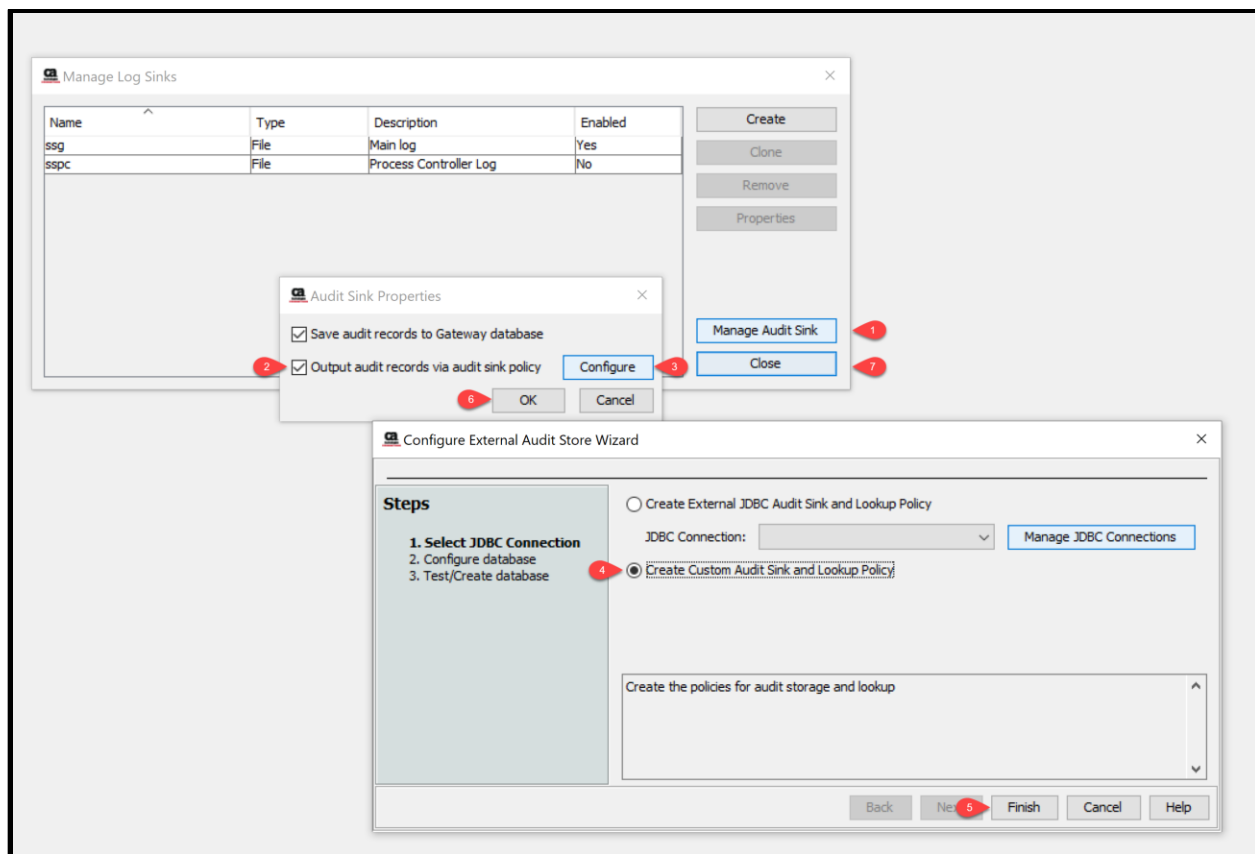 Manage Log Sinks
Name Type Description Enabled
ssg File Main log Yes
sspc File Process Controller Log No
Create
Clone
Remove
Properties
Manage Audit Sink 1
Close 7
Audit Sink Properties
Save audit records to Gateway database
2 Output audit records via audit sink policy Configure 3
6 OK Cancel
Configure External Audit Store Wizard
Steps
1. Select JDBC Connection
2. Configure database
3. Test/Create database
Create External JDBC Audit Sink and Lookup Policy
JDBC Connection: Manage JDBC Connections
4 Create Custom Audit Sink and Lookup Policy
Create the policies for audit storage and lookup
Back 5 Finish Cancel Help